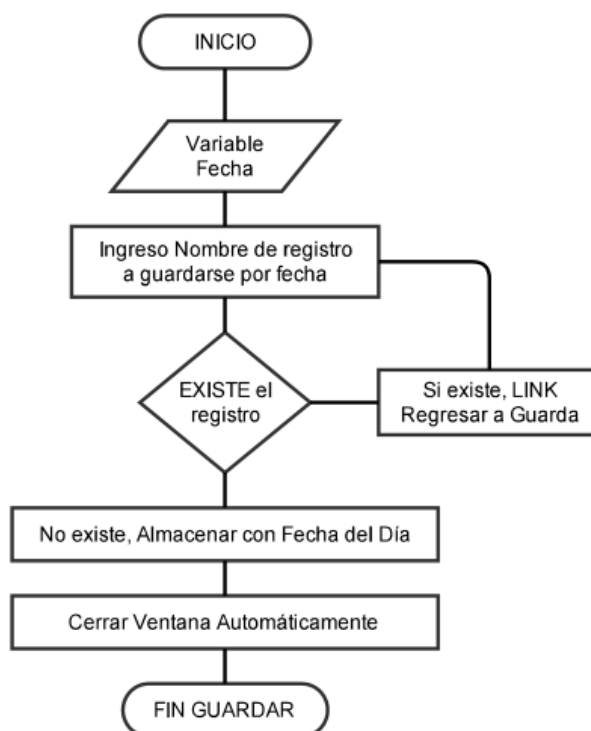 INICIO
Variable
Fecha
Ingreso Nombre de registro
a guardarse por fecha
EXISTE el
registro
Si existe, LINK
Regresar a Guarda
No existe, Almacenar con Fecha del Día
Cerrar Ventana Automáticamente
FIN GUARDAR